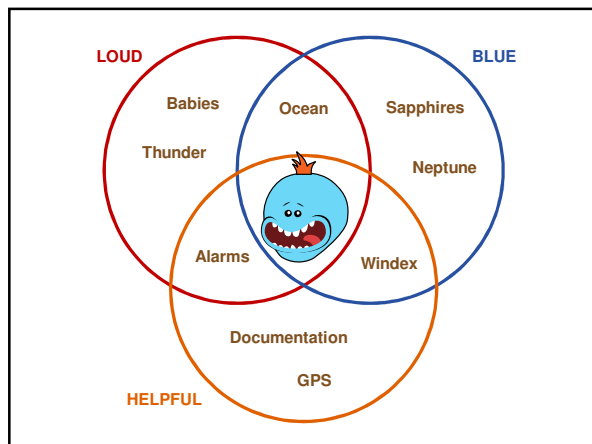 LOUD
BLUE
Babies
Ocean
Sapphires
Thunder
Neptune
Alarms
Windex
Documentation
GPS
HELPFUL